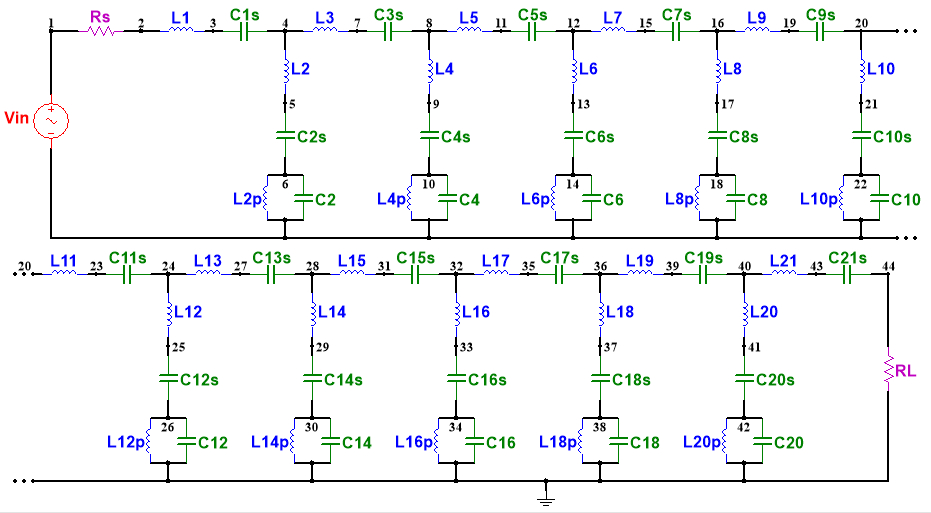 1 Rs 2 L1 3 C1s 4 L3 7 C3s 8 L5 11 C5s 12 L7 15 C7s 16 L9 19 C9s 20
L2 L4 L6 L8 L10
5 9 13 17 21
Vin
C2s C4s C6s C8s C10s
6 10 14 18 22
L2p C2 L4p C4 L6p C6 L8p C8 L10p C10
20 L11 23 C11s 24 L13 27 C13s 28 L15 31 C15s 32 L17 35 C17s 36 L19 39 C19s 40 L21 43 C21s 44
L12 L14 L16 L18 L20
25 29 33 37 41
RL
C12s C14s C16s C18s C20s
26 30 34 38 42
L12p C12 L14p C14 L16p C16 L18p C18 L20p C20